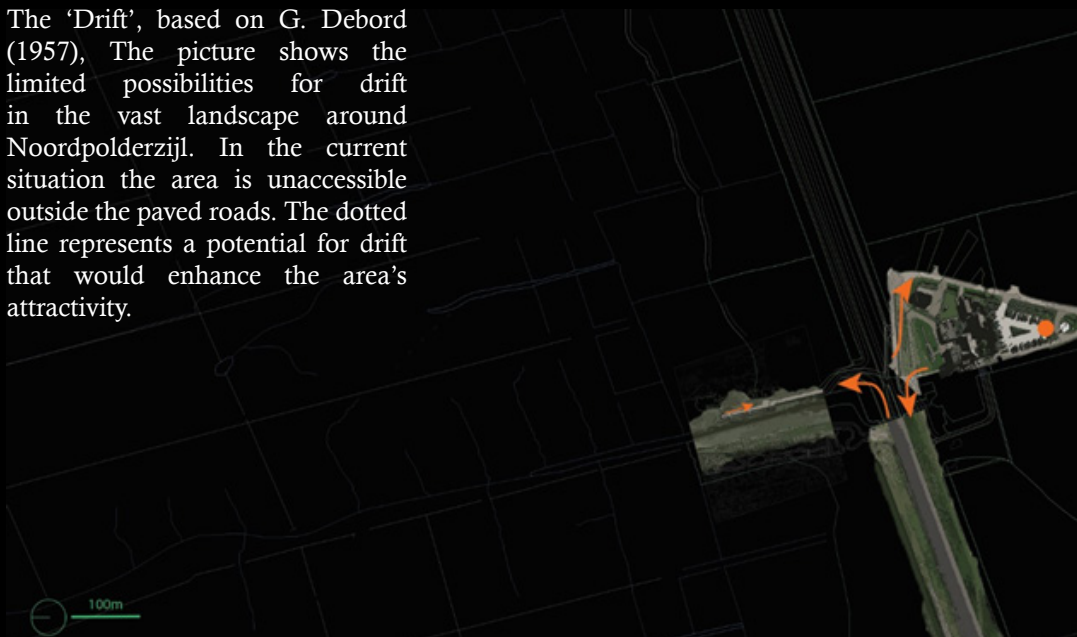 The ‘Drift’, based on G. Debord
(1957), The picture shows the
limited possibilities for drift
in the vast landscape around
Noordpolderzijl. In the current
situation the area is unaccessible
outside the paved roads. The dotted
line represents a potential for drift
that would enhance the area’s
attractivity.
100m